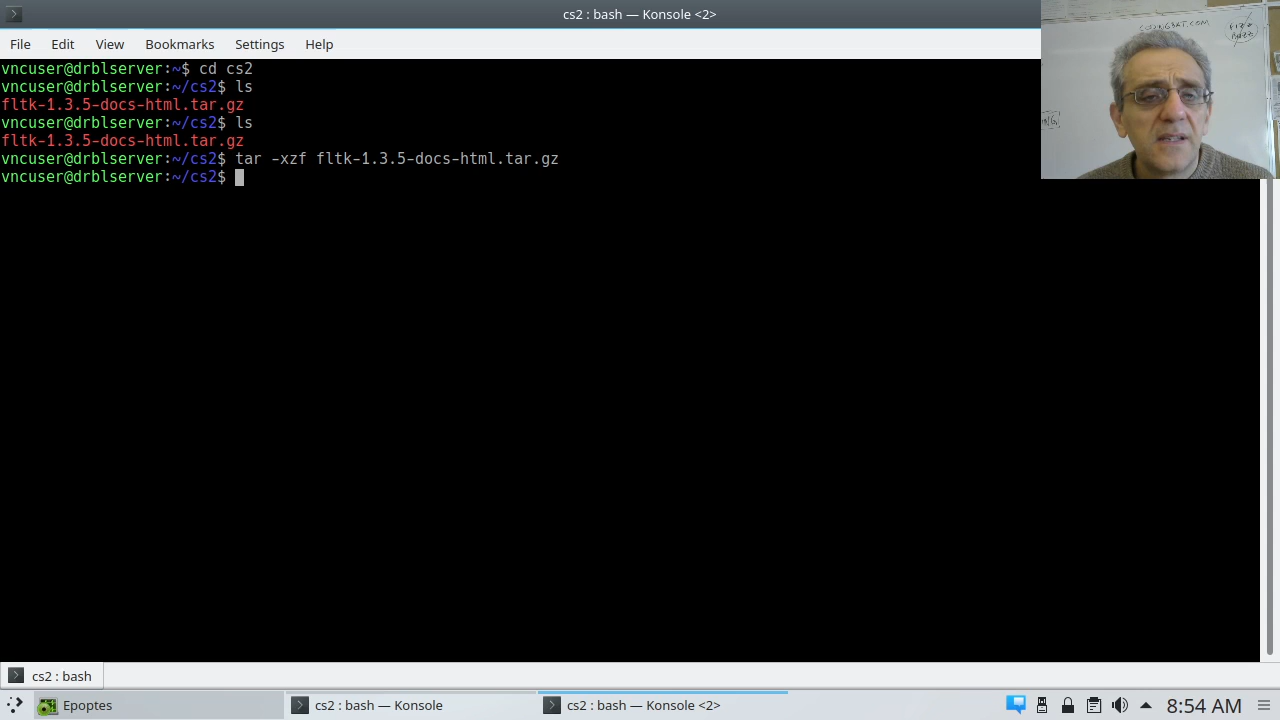 cs2 : bash — Konsole <2>
File Edit View Bookmarks Settings Help
vncuser@drblserver:~$ cd cs2
vncuser@drblserver:~/cs2$ ls
fltk-1.3.5-docs-html.tar.gz
vncuser@drblserver:~/cs2$ ls
fltk-1.3.5-docs-html.tar.gz
vncuser@drblserver:~/cs2$ tar -xzf fltk-1.3.5-docs-html.tar.gz
vncuser@drblserver:~/cs2$
cs2 : bash
Epoptes
cs2 : bash — Konsole
cs2 : bash — Konsole <2>
8:54 AM